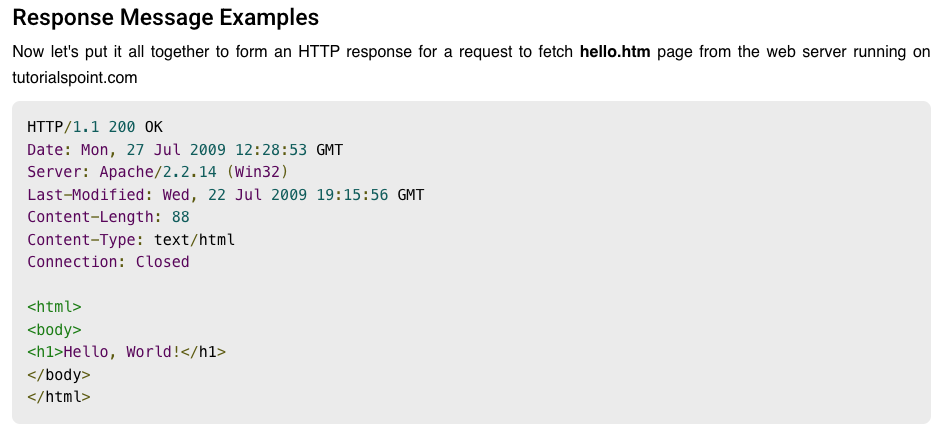 Response Message Examples
Now let's put it all together to form an HTTP response for a request to fetch hello.htm page from the web server running on
tutorialspoint.com
HTTP/1.1 200 OK
Date: Mon, 27 Jul 2009 12:28:53 GMT
Server: Apache/2.2.14 (Win32)
Last-Modified: Wed, 22 Jul 2009 19:15:56 GMT
Content-Length: 88
Content-Type: text/html
Connection: Closed

<html>
<body>
<h1>Hello, World!</h1>
</body>
</html>